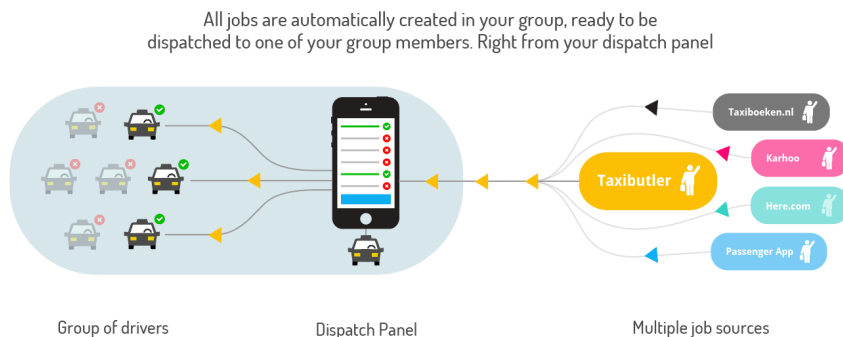 All jobs are automatically created in your group, ready to be
dispatched to one of your group members. Right from your dispatch panel
Taxiboeken.nl
Karhoo
Taxibutler
Here.com
Passenger App
Group of drivers
Dispatch Panel
Multiple job sources